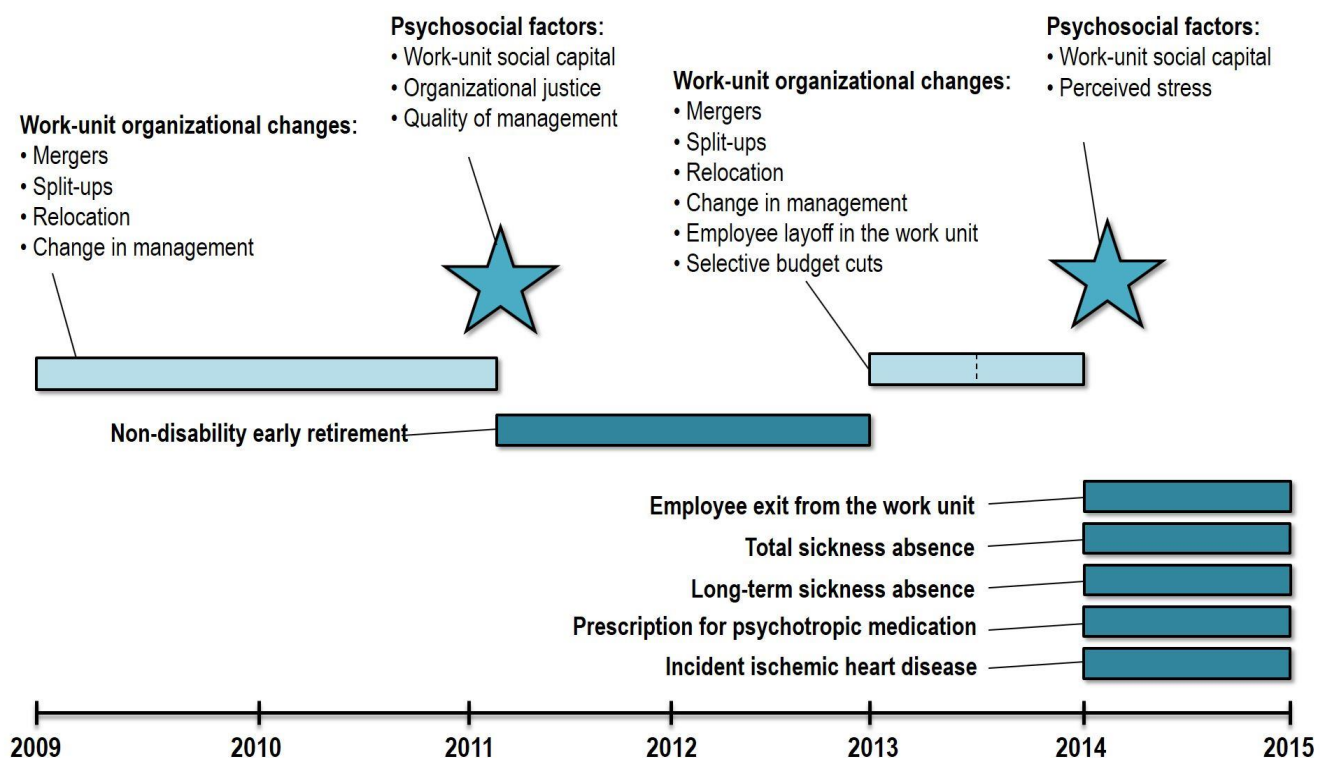 Psychosocial factors:
• Work-unit social capital
• Organizational justice
• Quality of management
Psychosocial factors:
• Work-unit social capital
• Perceived stress
Work-unit organizational changes:
• Mergers
• Split-ups
• Relocation
• Change in management
• Employee layoff in the work unit
• Selective budget cuts
Work-unit organizational changes:
• Mergers
• Split-ups
• Relocation
• Change in management
Non-disability early retirement
Employee exit from the work unit
Total sickness absence
Long-term sickness absence
Prescription for psychotropic medication
Incident ischemic heart disease
2009 2010 2011 2012 2013 2014 2015